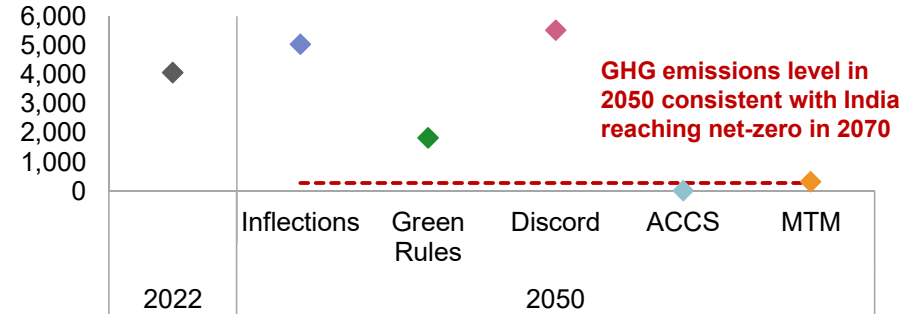 6,000
5,000
4,000
3,000
2,000
1,000
0
GHG emissions level in
2050 consistent with India
reaching net-zero in 2070
Inflections Green Rules Discord ACCS MTM
2022 2050